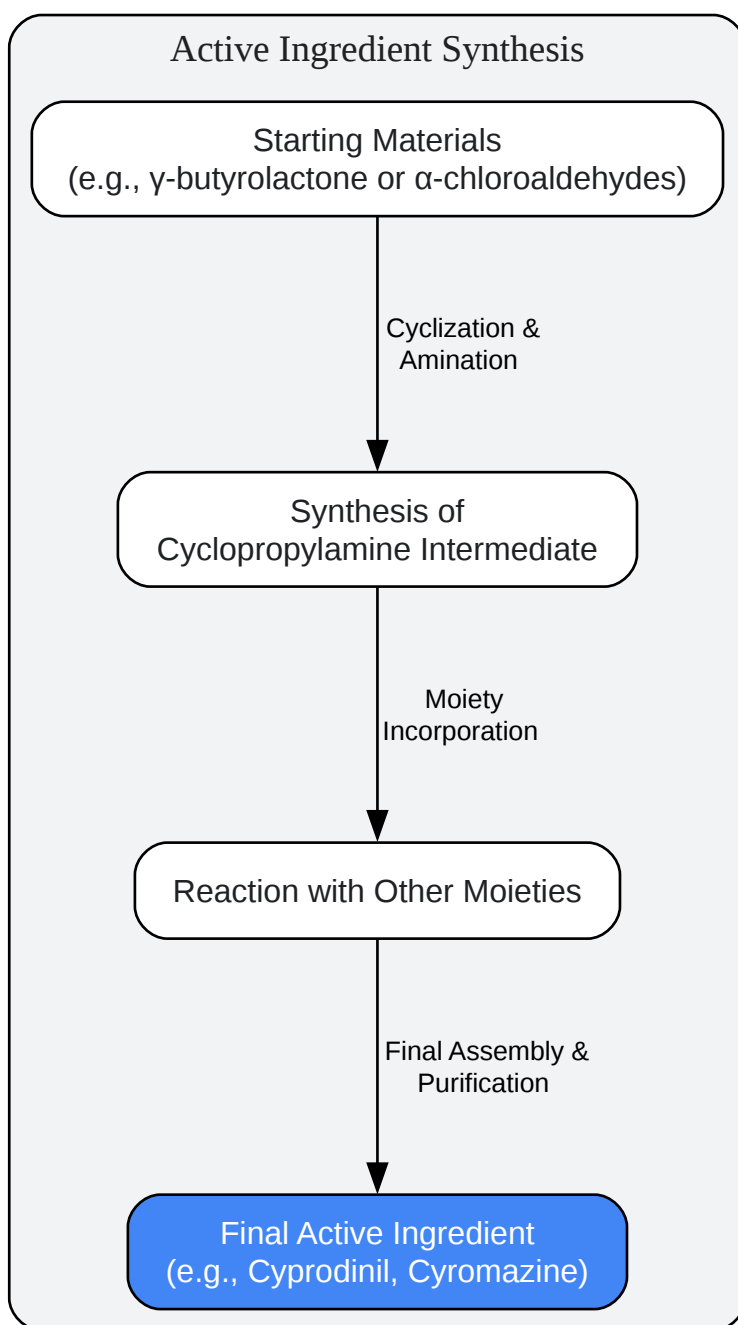 Active Ingredient Synthesis
Starting Materials
(e.g., γ-butyrolactone or α-chloroaldehydes)
Cyclization &
Amination
Synthesis of
Cyclopropylamine Intermediate
Moiety
Incorporation
Reaction with Other Moieties
Final Assembly &
Purification
Final Active Ingredient
(e.g., Cyprodinil, Cyromazine)